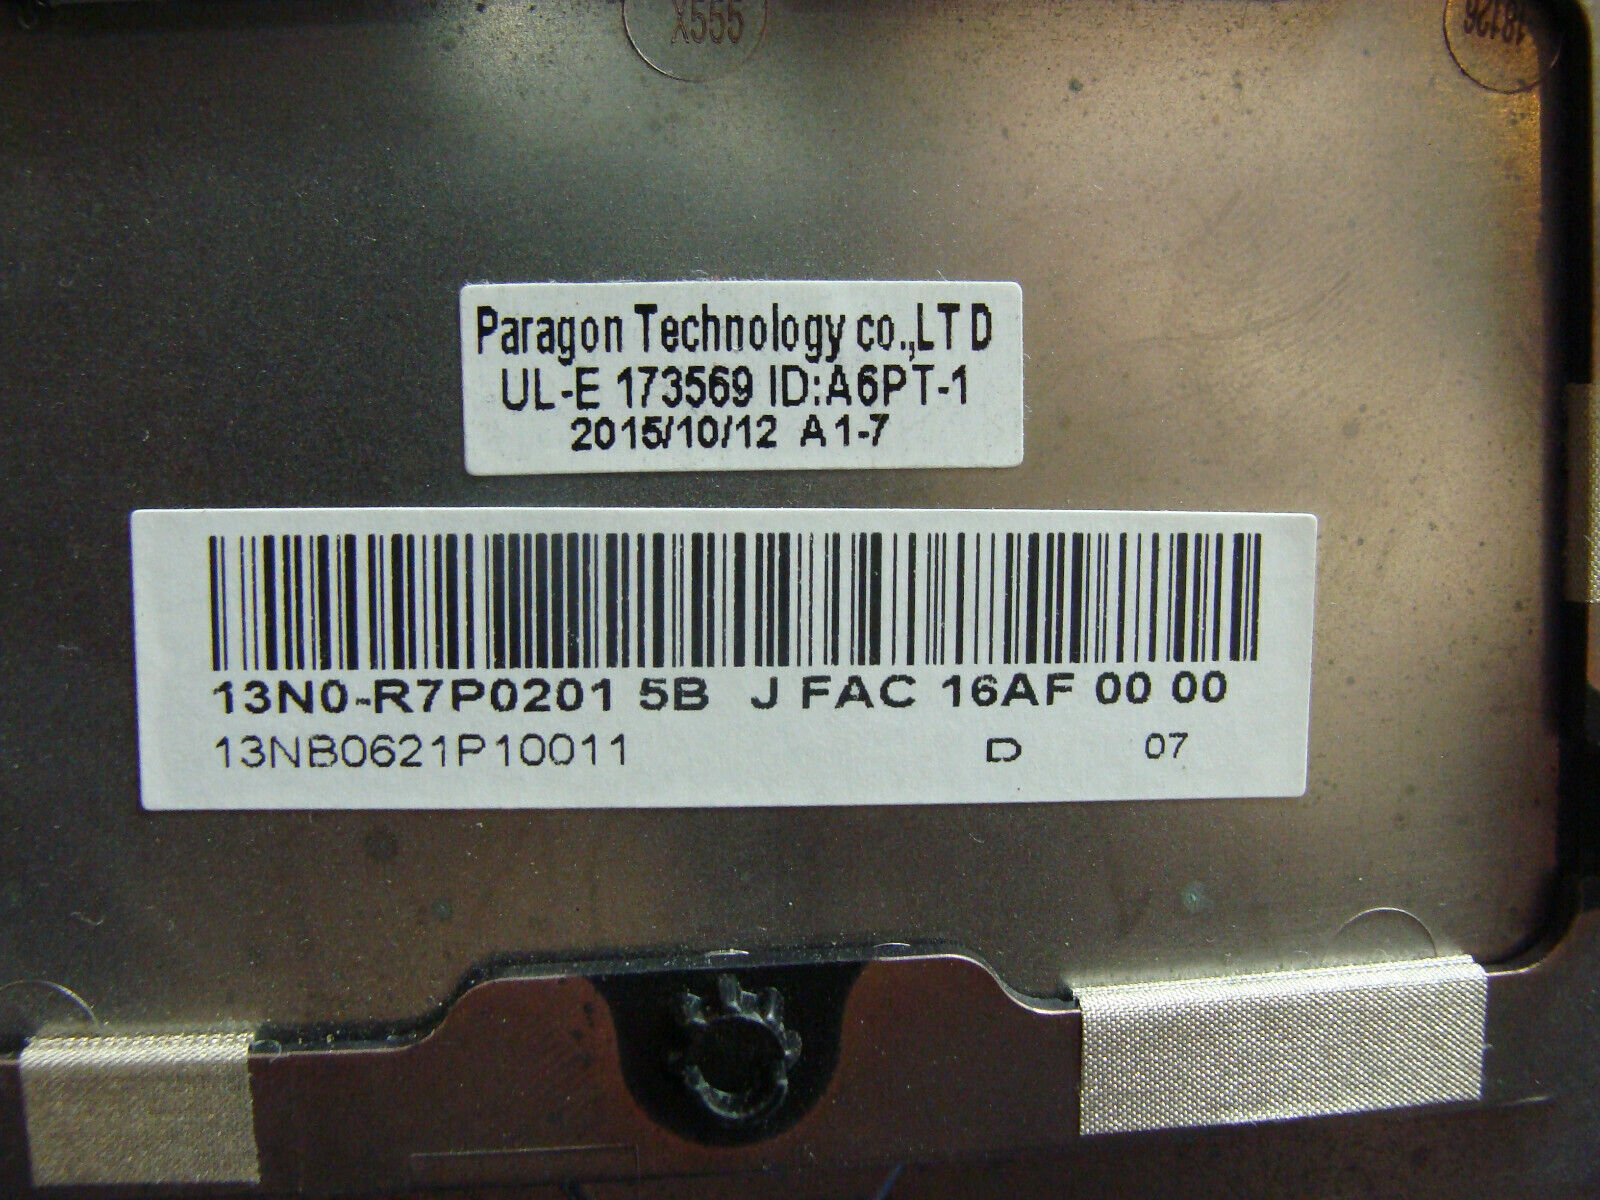 X555
Paragon Technology co.,LTD
UL-E 173569 ID:A6PT-1
2015/10/12 A1-7
13N0-R7P0201 5B J FAC 16AF 00 00
13NB0621P10011 D 07